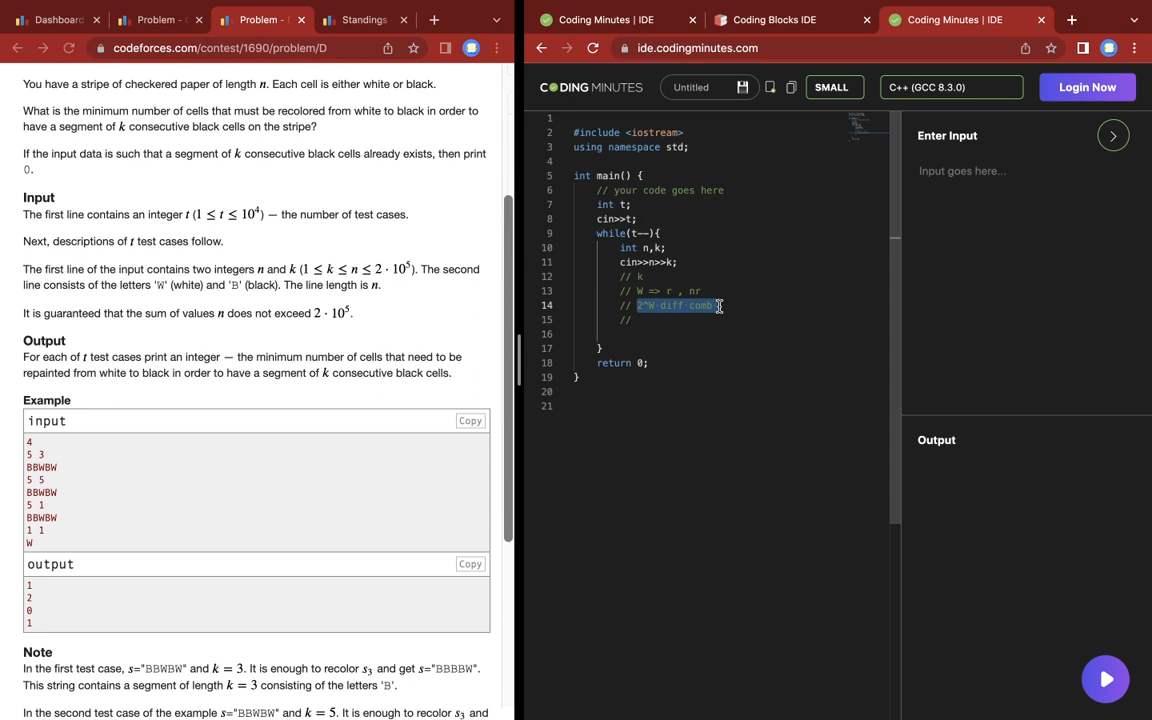 Dashboard
Problem -
Problem -
Standings -
Coding Minutes | IDE
Coding Blocks IDE
Coding Minutes | IDE
codeforces.com/contest/1690/problem/D
ide.codingminutes.com
You have a stripe of checkered paper of length n. Each cell is either white or black.
What is the minimum number of cells that must be recolored from white to black in order to
have a segment of k consecutive black cells on the stripe?
If the input data is such that a segment of k consecutive black cells already exists, then print
0.
Input
The first line contains an integer t (1 ≤ t ≤ 10^4) — the number of test cases.
Next, descriptions of t test cases follow.
The first line of the input contains two integers n and k (1 ≤ k ≤ n ≤ 2 · 10^5). The second
line consists of the letters 'W' (white) and 'B' (black). The line length is n.
It is guaranteed that the sum of values n does not exceed 2 · 10^5.
Output
For each of t test cases print an integer — the minimum number of cells that need to be
repainted from white to black in order to have a segment of k consecutive black cells.
Example
input
Copy
4
5 3
BBWBW
5 5
BBWBW
5 1
BBWBW
1 1
W
output
Copy
1
2
0
1
Note
In the first test case, s="BBWBW" and k = 3. It is enough to recolor s3 and get s="BBBBW".
This string contains a segment of length k = 3 consisting of the letters 'B'.
In the second test case of the example s="BBWBW" and k = 5. It is enough to recolor s3 and
CODING MINUTES
Untitled
SMALL
C++ (GCC 8.3.0)
Login Now
1
2 #include <iostream>
3 using namespace std;
4
5 int main() {
6 // your code goes here
7 int t;
8 cin>>t;
9 while(t--){
10 int n,k;
11 cin>>n>>k;
12 // k
13 // W => r , nr
14 // 2^W diff comb
15 //
16
17 }
18 return 0;
19 }
20
21
Enter Input
Input goes here...
Output